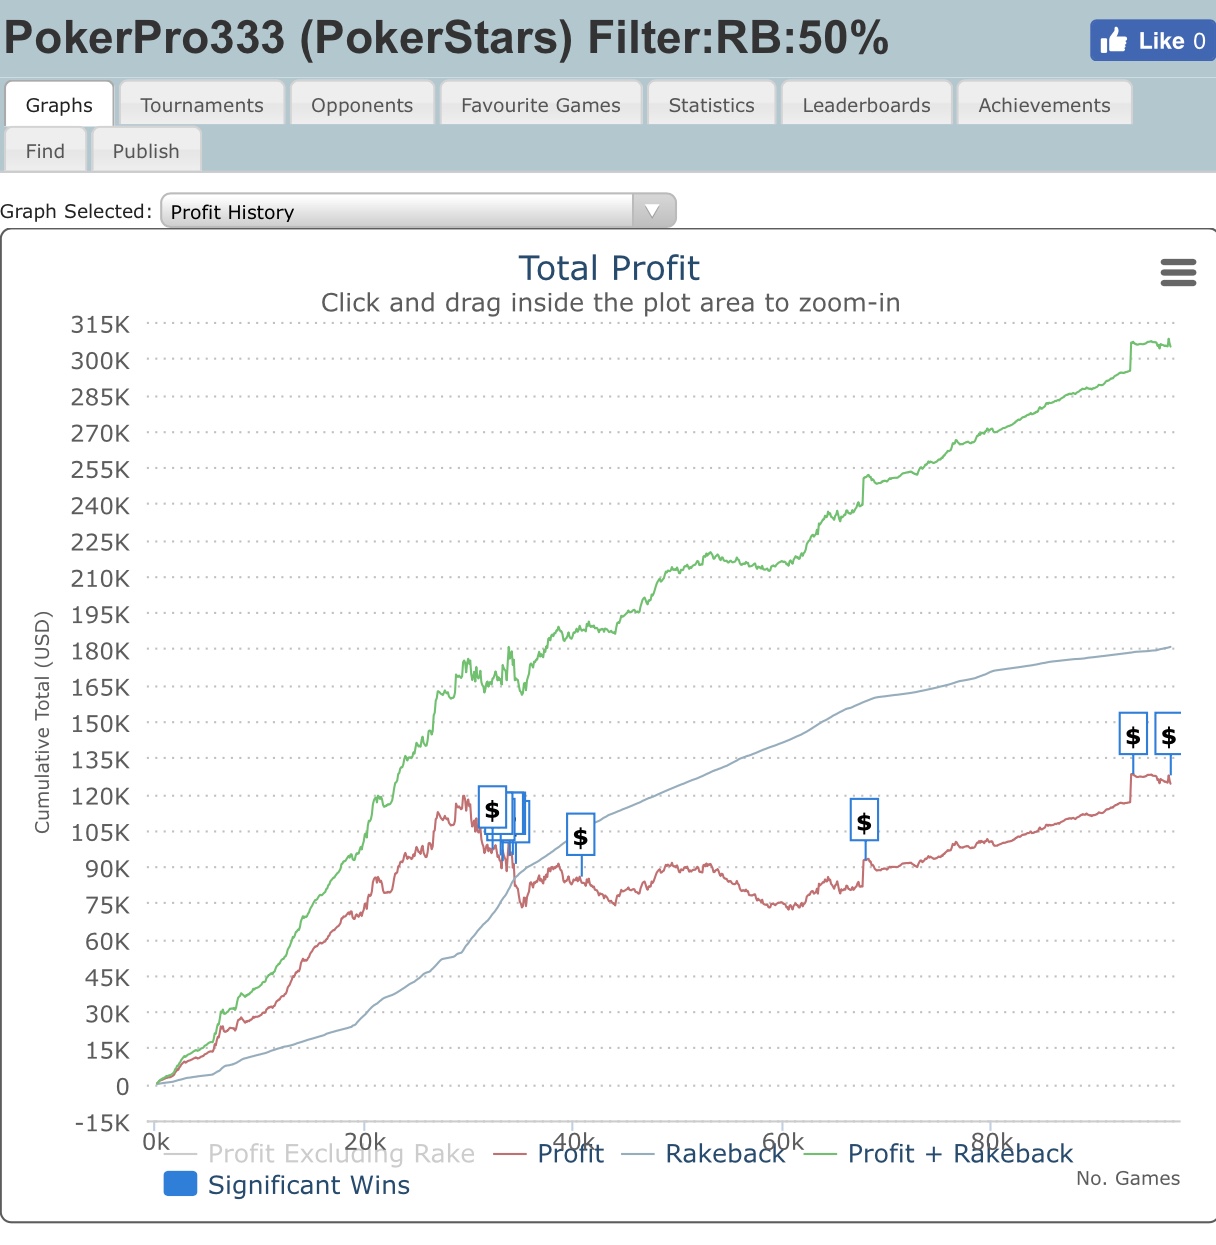 PokerPro333 (PokerStars) Filter:RB:50%
Like 0
Graphs Tournaments Opponents Favourite Games Statistics Leaderboards Achievements
Find Publish
Graph Selected: Profit History
Total Profit
Click and drag inside the plot area to zoom-in
315K
300K
285K
270K
255K
240K
225K
210K
195K
180K
165K
150K
135K
120K
105K
90K
75K
60K
45K
30K
15K
0
-15K
Cumulative Total (USD)
$
$
$
$
$
0k 20k 40k 60k 80k
Profit Excluding Rake Profit Rakeback Profit + Rakeback
Significant Wins
No. Games